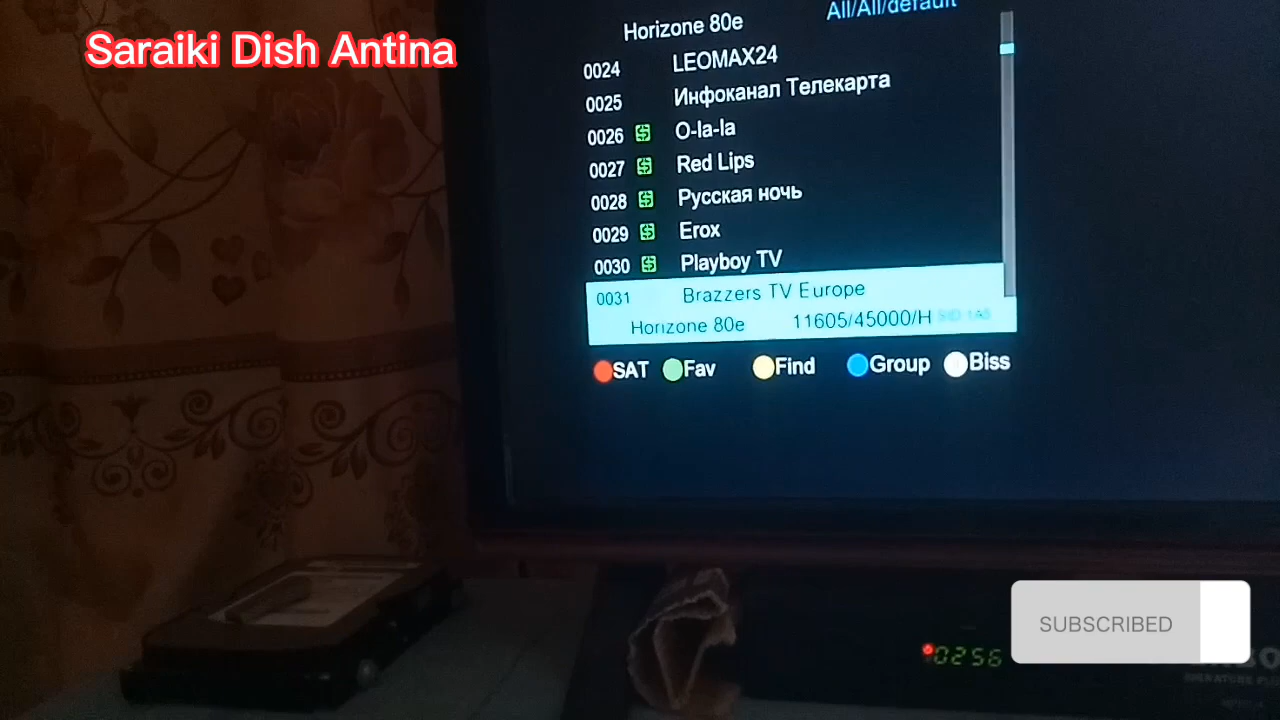 Saraiki Dish Antina
Horizone 80e
All/All/default
0024 LEOMAX24
0025 Инфоканал Телекарта
0026 $ O-la-la
0027 $ Red Lips
0028 $ Русская ночь
0029 $ Erox
0030 $ Playboy TV
0031 Brazzers TV Europe
Horizone 80e 11605/45000/H
SAT Fav Find Group Biss
SUBSCRIBED
0256